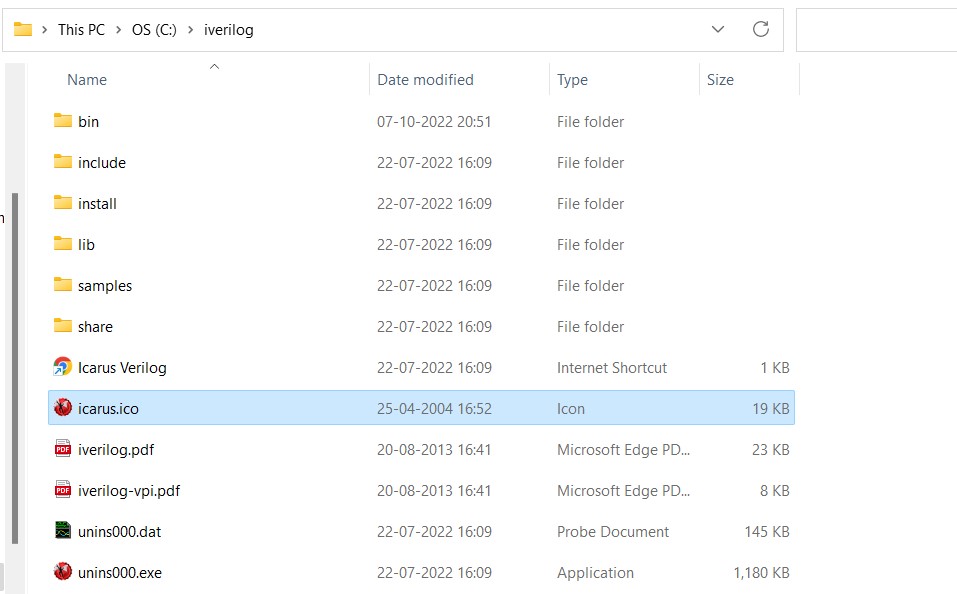 This PC > OS (C:) > iverilog
Name Date modified Type Size
bin 07-10-2022 20:51 File folder
include 22-07-2022 16:09 File folder
install 22-07-2022 16:09 File folder
lib 22-07-2022 16:09 File folder
samples 22-07-2022 16:09 File folder
share 22-07-2022 16:09 File folder
Icarus Verilog 22-07-2022 16:09 Internet Shortcut 1 KB
icarus.ico 25-04-2004 16:52 Icon 19 KB
PDF iverilog.pdf 20-08-2013 16:41 Microsoft Edge PD... 23 KB
PDF iverilog-vpi.pdf 20-08-2013 16:41 Microsoft Edge PD... 8 KB
unins000.dat 22-07-2022 16:09 Probe Document 145 KB
unins000.exe 22-07-2022 16:09 Application 1,180 KB